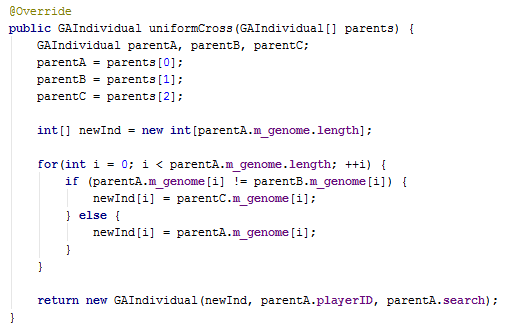 @Override
public GAIndividual uniformCross(GAIndividual[] parents) {
    GAIndividual parentA, parentB, parentC;
    parentA = parents[0];
    parentB = parents[1];
    parentC = parents[2];

    int[] newInd = new int[parentA.m_genome.length];

    for(int i = 0; i < parentA.m_genome.length; ++i) {
        if (parentA.m_genome[i] != parentB.m_genome[i]) {
            newInd[i] = parentC.m_genome[i];
        } else {
            newInd[i] = parentA.m_genome[i];
        }
    }

    return new GAIndividual(newInd, parentA.playerID, parentA.search);
}